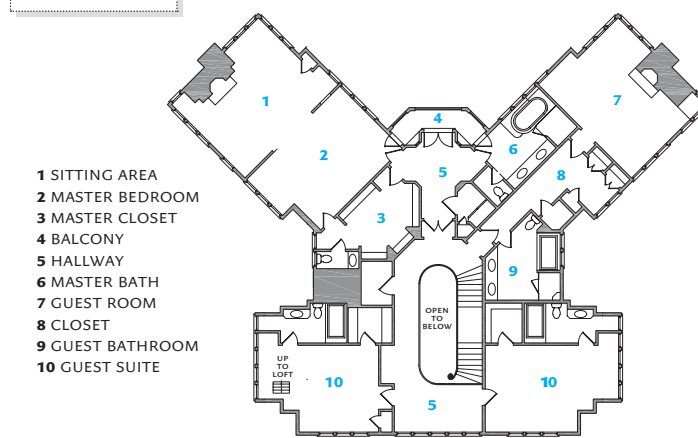 1 SITTING AREA
2 MASTER BEDROOM
3 MASTER CLOSET
4 BALCONY
5 HALLWAY
6 MASTER BATH
7 GUEST ROOM
8 CLOSET
9 GUEST BATHROOM
10 GUEST SUITE
1
2
3
4
5
6
7
8
9
OPEN
TO
BELOW
UP
TO
LOFT
10
5
10